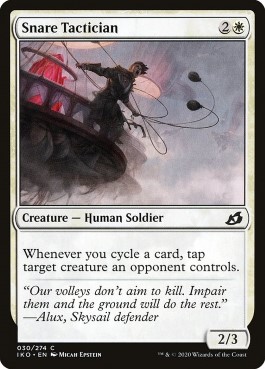 Snare Tactician 2
Creature — Human Soldier
Whenever you cycle a card, tap
target creature an opponent controls.
“Our volleys don’t aim to kill. Impair
them and the ground will do the rest.”
—Alux, Skysail defender
2/3
030/274 C
IKO • EN MICAH EPSTEIN
™ & © 2020 Wizards of the Coast